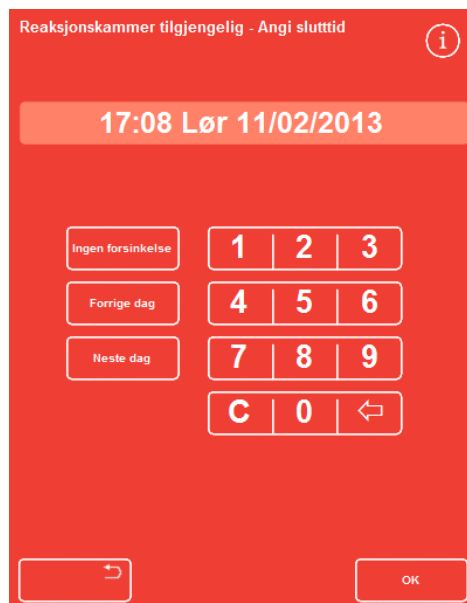 Reaksjonskammer tilgjengelig - Angi slutttid
i
17:08 Lør 11/02/2013
Ingen forsinkelse
1 2 3
Forrige dag
4 5 6
Neste dag
7 8 9
C 0
OK